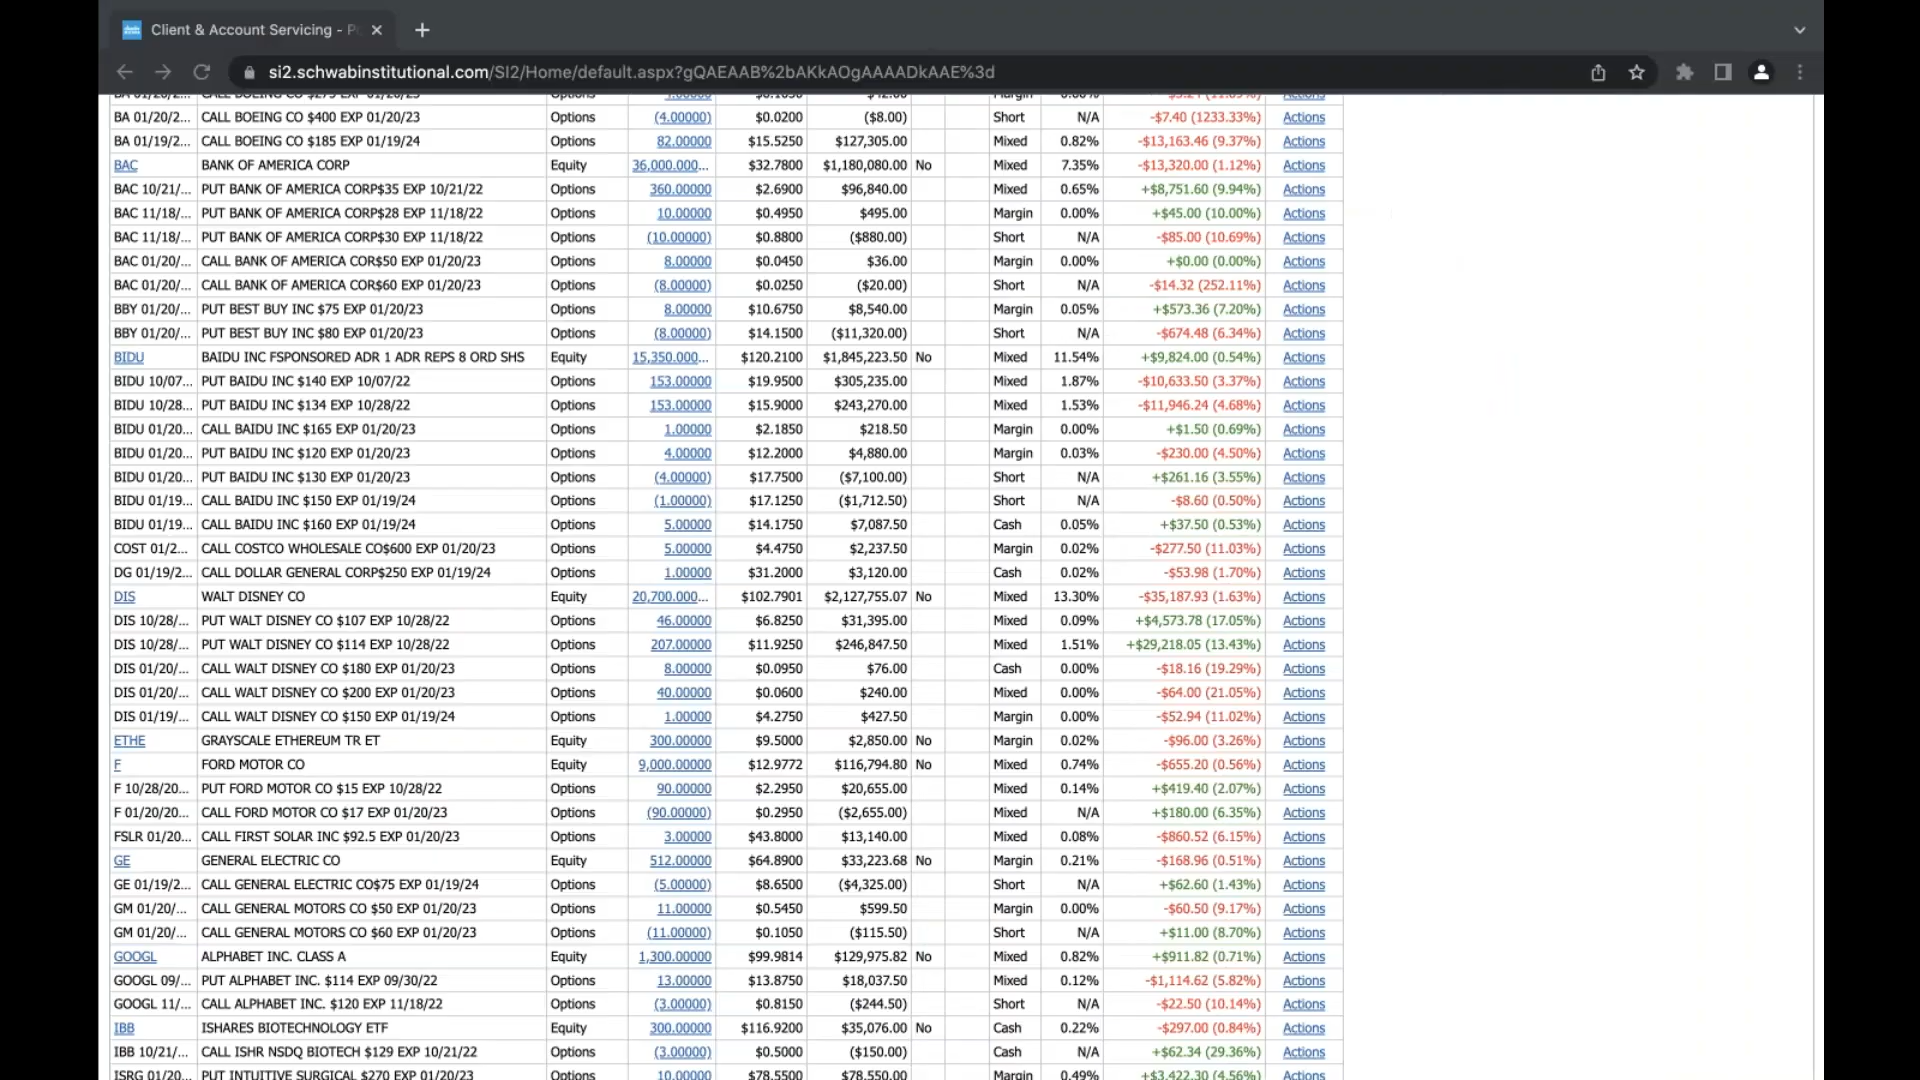 Client & Account Servicing - P
si2.schwabinstitutional.com/SI2/Home/default.aspx?gQAEAAB%2bAKkAOgAAAADkAAE%3d
BA 01/20/2... CALL BOEING CO $400 EXP 01/20/23 Options (4.00000) $0.0200 ($8.00) Short N/A -$7.40 (1233.33%) Actions
BA 01/19/2... CALL BOEING CO $185 EXP 01/19/24 Options 82.00000 $15.5250 $127,305.00 Mixed 0.82% -$13,163.46 (9.37%) Actions
BAC BANK OF AMERICA CORP Equity 36,000.000... $32.7800 $1,180,080.00 No Mixed 7.35% -$13,320.00 (1.12%) Actions
BAC 10/21/... PUT BANK OF AMERICA CORP$35 EXP 10/21/22 Options 360.00000 $2.6900 $96,840.00 Mixed 0.65% +$8,751.60 (9.94%) Actions
BAC 11/18/... PUT BANK OF AMERICA CORP$28 EXP 11/18/22 Options 10.00000 $0.4950 $495.00 Margin 0.00% +$45.00 (10.00%) Actions
BAC 11/18/... PUT BANK OF AMERICA CORP$30 EXP 11/18/22 Options (10.00000) $0.8800 ($880.00) Short N/A -$85.00 (10.69%) Actions
BAC 01/20/... CALL BANK OF AMERICA COR$50 EXP 01/20/23 Options 8.00000 $0.0450 $36.00 Margin 0.00% +$0.00 (0.00%) Actions
BAC 01/20/... CALL BANK OF AMERICA COR$60 EXP 01/20/23 Options (8.00000) $0.0250 ($20.00) Short N/A -$14.32 (252.11%) Actions
BBY 01/20/... PUT BEST BUY INC $75 EXP 01/20/23 Options 8.00000 $10.6750 $8,540.00 Margin 0.05% +$573.36 (7.20%) Actions
BBY 01/20/... PUT BEST BUY INC $80 EXP 01/20/23 Options (8.00000) $14.1500 ($11,320.00) Short N/A -$674.48 (6.34%) Actions
BIDU BAIDU INC FSPONSORED ADR 1 ADR REPS 8 ORD SHS Equity 15,350.000... $120.2100 $1,845,223.50 No Mixed 11.54% +$9,824.00 (0.54%) Actions
BIDU 10/07... PUT BAIDU INC $140 EXP 10/07/22 Options 153.00000 $19.9500 $305,235.00 Mixed 1.87% -$10,633.50 (3.37%) Actions
BIDU 10/28... PUT BAIDU INC $134 EXP 10/28/22 Options 153.00000 $15.9000 $243,270.00 Mixed 1.53% -$11,946.24 (4.68%) Actions
BIDU 01/20... CALL BAIDU INC $165 EXP 01/20/23 Options 1.00000 $2.1850 $218.50 Margin 0.00% +$1.50 (0.69%) Actions
BIDU 01/20... PUT BAIDU INC $120 EXP 01/20/23 Options 4.00000 $12.2000 $4,880.00 Margin 0.03% -$230.00 (4.50%) Actions
BIDU 01/20... PUT BAIDU INC $130 EXP 01/20/23 Options (4.00000) $17.7500 ($7,100.00) Short N/A +$261.16 (3.55%) Actions
BIDU 01/19... CALL BAIDU INC $150 EXP 01/19/24 Options (1.00000) $17.1250 ($1,712.50) Short N/A -$8.60 (0.50%) Actions
BIDU 01/19... CALL BAIDU INC $160 EXP 01/19/24 Options 5.00000 $14.1750 $7,087.50 Cash 0.05% +$37.50 (0.53%) Actions
COST 01/2... CALL COSTCO WHOLESALE CO$600 EXP 01/20/23 Options 5.00000 $4.4750 $2,237.50 Margin 0.02% -$277.50 (11.03%) Actions
DG 01/19/2... CALL DOLLAR GENERAL CORP$250 EXP 01/19/24 Options 1.00000 $31.2000 $3,120.00 Cash 0.02% -$53.98 (1.70%) Actions
DIS WALT DISNEY CO Equity 20,700.000... $102.7901 $2,127,755.07 No Mixed 13.30% -$35,187.93 (1.63%) Actions
DIS 10/28/... PUT WALT DISNEY CO $107 EXP 10/28/22 Options 46.00000 $6.8250 $31,395.00 Mixed 0.09% +$4,573.78 (17.05%) Actions
DIS 10/28/... PUT WALT DISNEY CO $114 EXP 10/28/22 Options 207.00000 $11.9250 $246,847.50 Mixed 1.51% +$29,218.05 (13.43%) Actions
DIS 01/20/... CALL WALT DISNEY CO $180 EXP 01/20/23 Options 8.00000 $0.0950 $76.00 Cash 0.00% -$18.16 (19.29%) Actions
DIS 01/20/... CALL WALT DISNEY CO $200 EXP 01/20/23 Options 40.00000 $0.0600 $240.00 Mixed 0.00% -$64.00 (21.05%) Actions
DIS 01/19/... CALL WALT DISNEY CO $150 EXP 01/19/24 Options 1.00000 $4.2750 $427.50 Margin 0.00% -$52.94 (11.02%) Actions
ETHE GRAYSCALE ETHEREUM TR ET Equity 300.00000 $9.5000 $2,850.00 No Margin 0.02% -$96.00 (3.26%) Actions
F FORD MOTOR CO Equity 9,000.00000 $12.9772 $116,794.80 No Mixed 0.74% -$655.20 (0.56%) Actions
F 10/28/20... PUT FORD MOTOR CO $15 EXP 10/28/22 Options 90.00000 $2.2950 $20,655.00 Mixed 0.14% +$419.40 (2.07%) Actions
F 01/20/20... CALL FORD MOTOR CO $17 EXP 01/20/23 Options (90.00000) $0.2950 ($2,655.00) Mixed N/A +$180.00 (6.35%) Actions
FSLR 01/20... CALL FIRST SOLAR INC $92.5 EXP 01/20/23 Options 3.00000 $43.8000 $13,140.00 Mixed 0.08% -$860.52 (6.15%) Actions
GE GENERAL ELECTRIC CO Equity 512.00000 $64.8900 $33,223.68 No Margin 0.21% -$168.96 (0.51%) Actions
GE 01/19/2... CALL GENERAL ELECTRIC CO$75 EXP 01/19/24 Options (5.00000) $8.6500 ($4,325.00) Short N/A +$62.60 (1.43%) Actions
GM 01/20/... CALL GENERAL MOTORS CO $50 EXP 01/20/23 Options 11.00000 $0.5450 $599.50 Margin 0.00% -$60.50 (9.17%) Actions
GM 01/20/... CALL GENERAL MOTORS CO $60 EXP 01/20/23 Options (11.00000) $0.1050 ($115.50) Short N/A +$11.00 (8.70%) Actions
GOOGL ALPHABET INC. CLASS A Equity 1,300.00000 $99.9814 $129,975.82 No Mixed 0.82% +$911.82 (0.71%) Actions
GOOGL 09/... PUT ALPHABET INC. $114 EXP 09/30/22 Options 13.00000 $13.8750 $18,037.50 Mixed 0.12% -$1,114.62 (5.82%) Actions
GOOGL 11/... CALL ALPHABET INC. $120 EXP 11/18/22 Options (3.00000) $0.8150 ($244.50) Short N/A -$22.50 (10.14%) Actions
IBB ISHARES BIOTECHNOLOGY ETF Equity 300.00000 $116.9200 $35,076.00 No Cash 0.22% -$297.00 (0.84%) Actions
IBB 10/21/... CALL ISHR NSDQ BIOTECH $129 EXP 10/21/22 Options (3.00000) $0.5000 ($150.00) Cash N/A +$62.34 (29.36%) Actions
ISRG 01/20... PUT INTUITIVE SURGICAL $270 EXP 01/20/23 Options 10.00000 $78.5500 $78,550.00 Margin 0.49% +$3,422.30 (4.56%) Actions